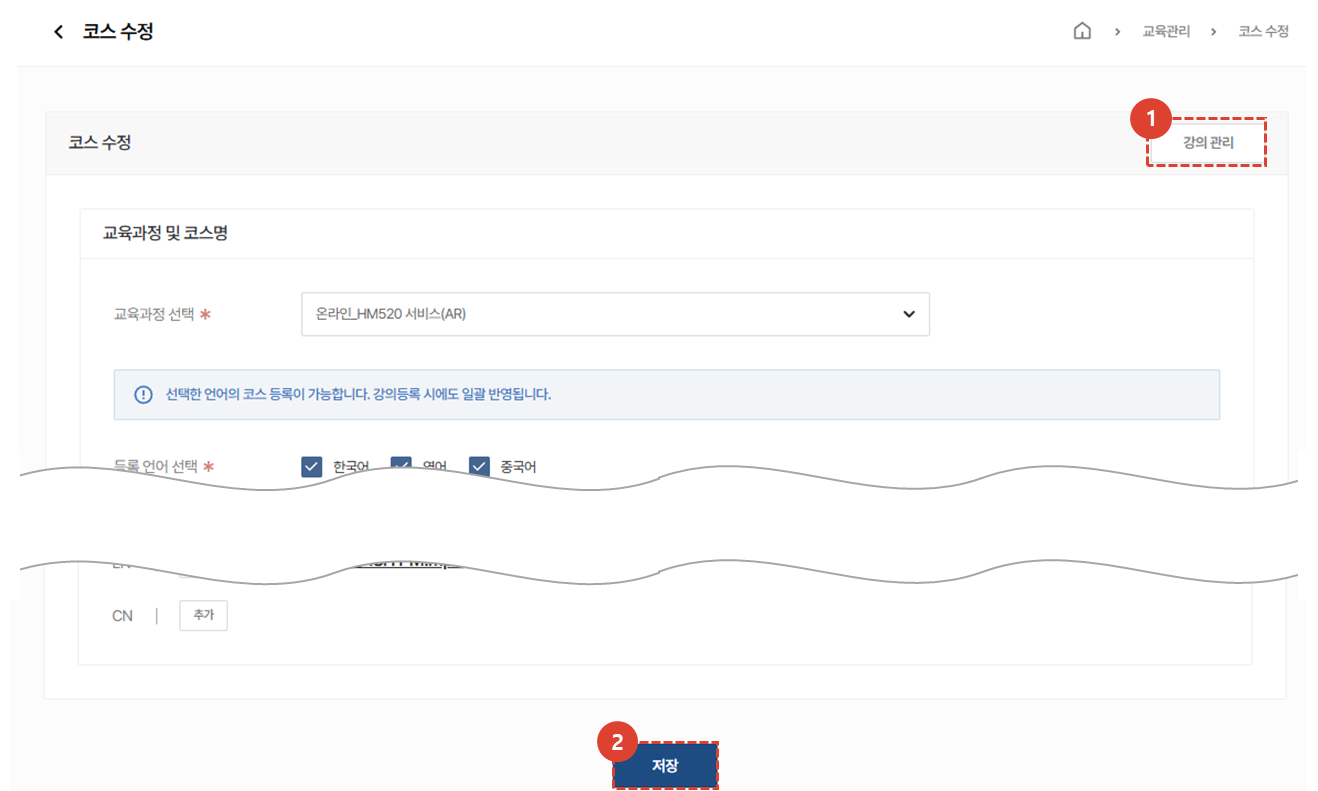 코스 수정
교육관리
코스 수정
1
코스 수정
강의 관리
교육과정 및 코스명
교육과정 선택 *
온라인_HM520 서비스(AR)
선택한 언어의 코스 등록이 가능합니다. 강의등록 시에도 일괄 반영됩니다.
등록 언어 선택 * 한국어 영어 중국어
CN | 추가
2
저장